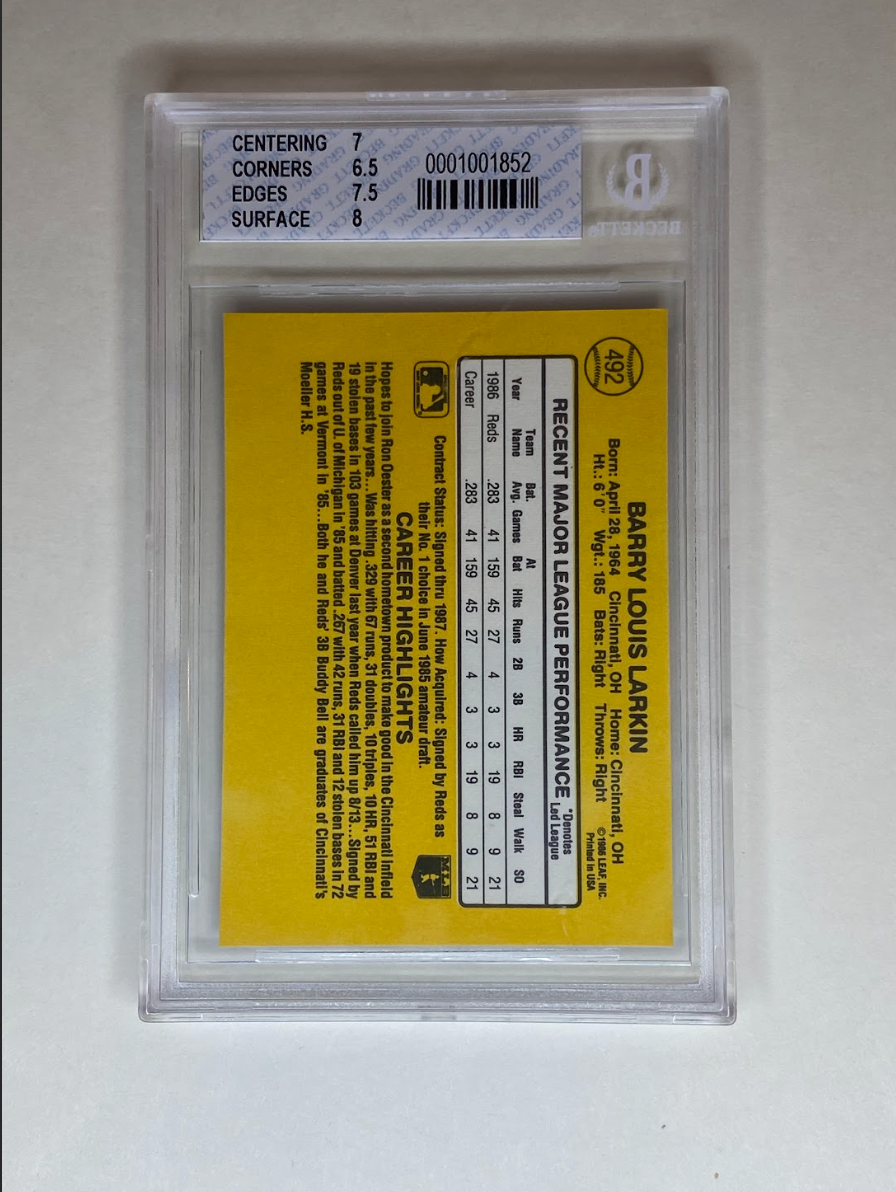 CENTERING 7
CORNERS 6.5
EDGES 7.5
SURFACE 8
0001001852
BECKETT
492
BARRY LOUIS LARKIN
Born: April 28, 1964 Cincinnati, OH Home: Cincinnati, OH
Ht.: 6'0" Wgt.: 185 Bats: Right Throws: Right
© 1986 LEAF, INC.
Printed in USA
RECENT MAJOR LEAGUE PERFORMANCE
*Denotes
Led League
Year Team Name Bat. Avg. Games At Bat Hits Runs 2B 3B HR RBI Steal Walk SO
1986 Reds .283 41 159 45 27 4 3 3 19 8 9 21
Career .283 41 159 45 27 4 3 3 19 8 9 21
Contract Status: Signed thru 1987. How Acquired: Signed by Reds as
their No. 1 choice in June 1985 amateur draft.
CAREER HIGHLIGHTS
Hopes to join Ron Oester as a second hometown product to make good in the Cincinnati infield
in the past few years...Was hitting .329 with 67 runs, 31 doubles, 10 triples, 10 HR, 51 RBI and
19 stolen bases in 103 games at Denver last year when Reds called him up 8/13...Signed by
Reds out of U. of Michigan in '85 and batted .267 with 42 runs, 31 RBI and 12 stolen bases in 72
games at Vermont in '85...Both he and Reds' 3B Buddy Bell are graduates of Cincinnati's
Moeller H.S.